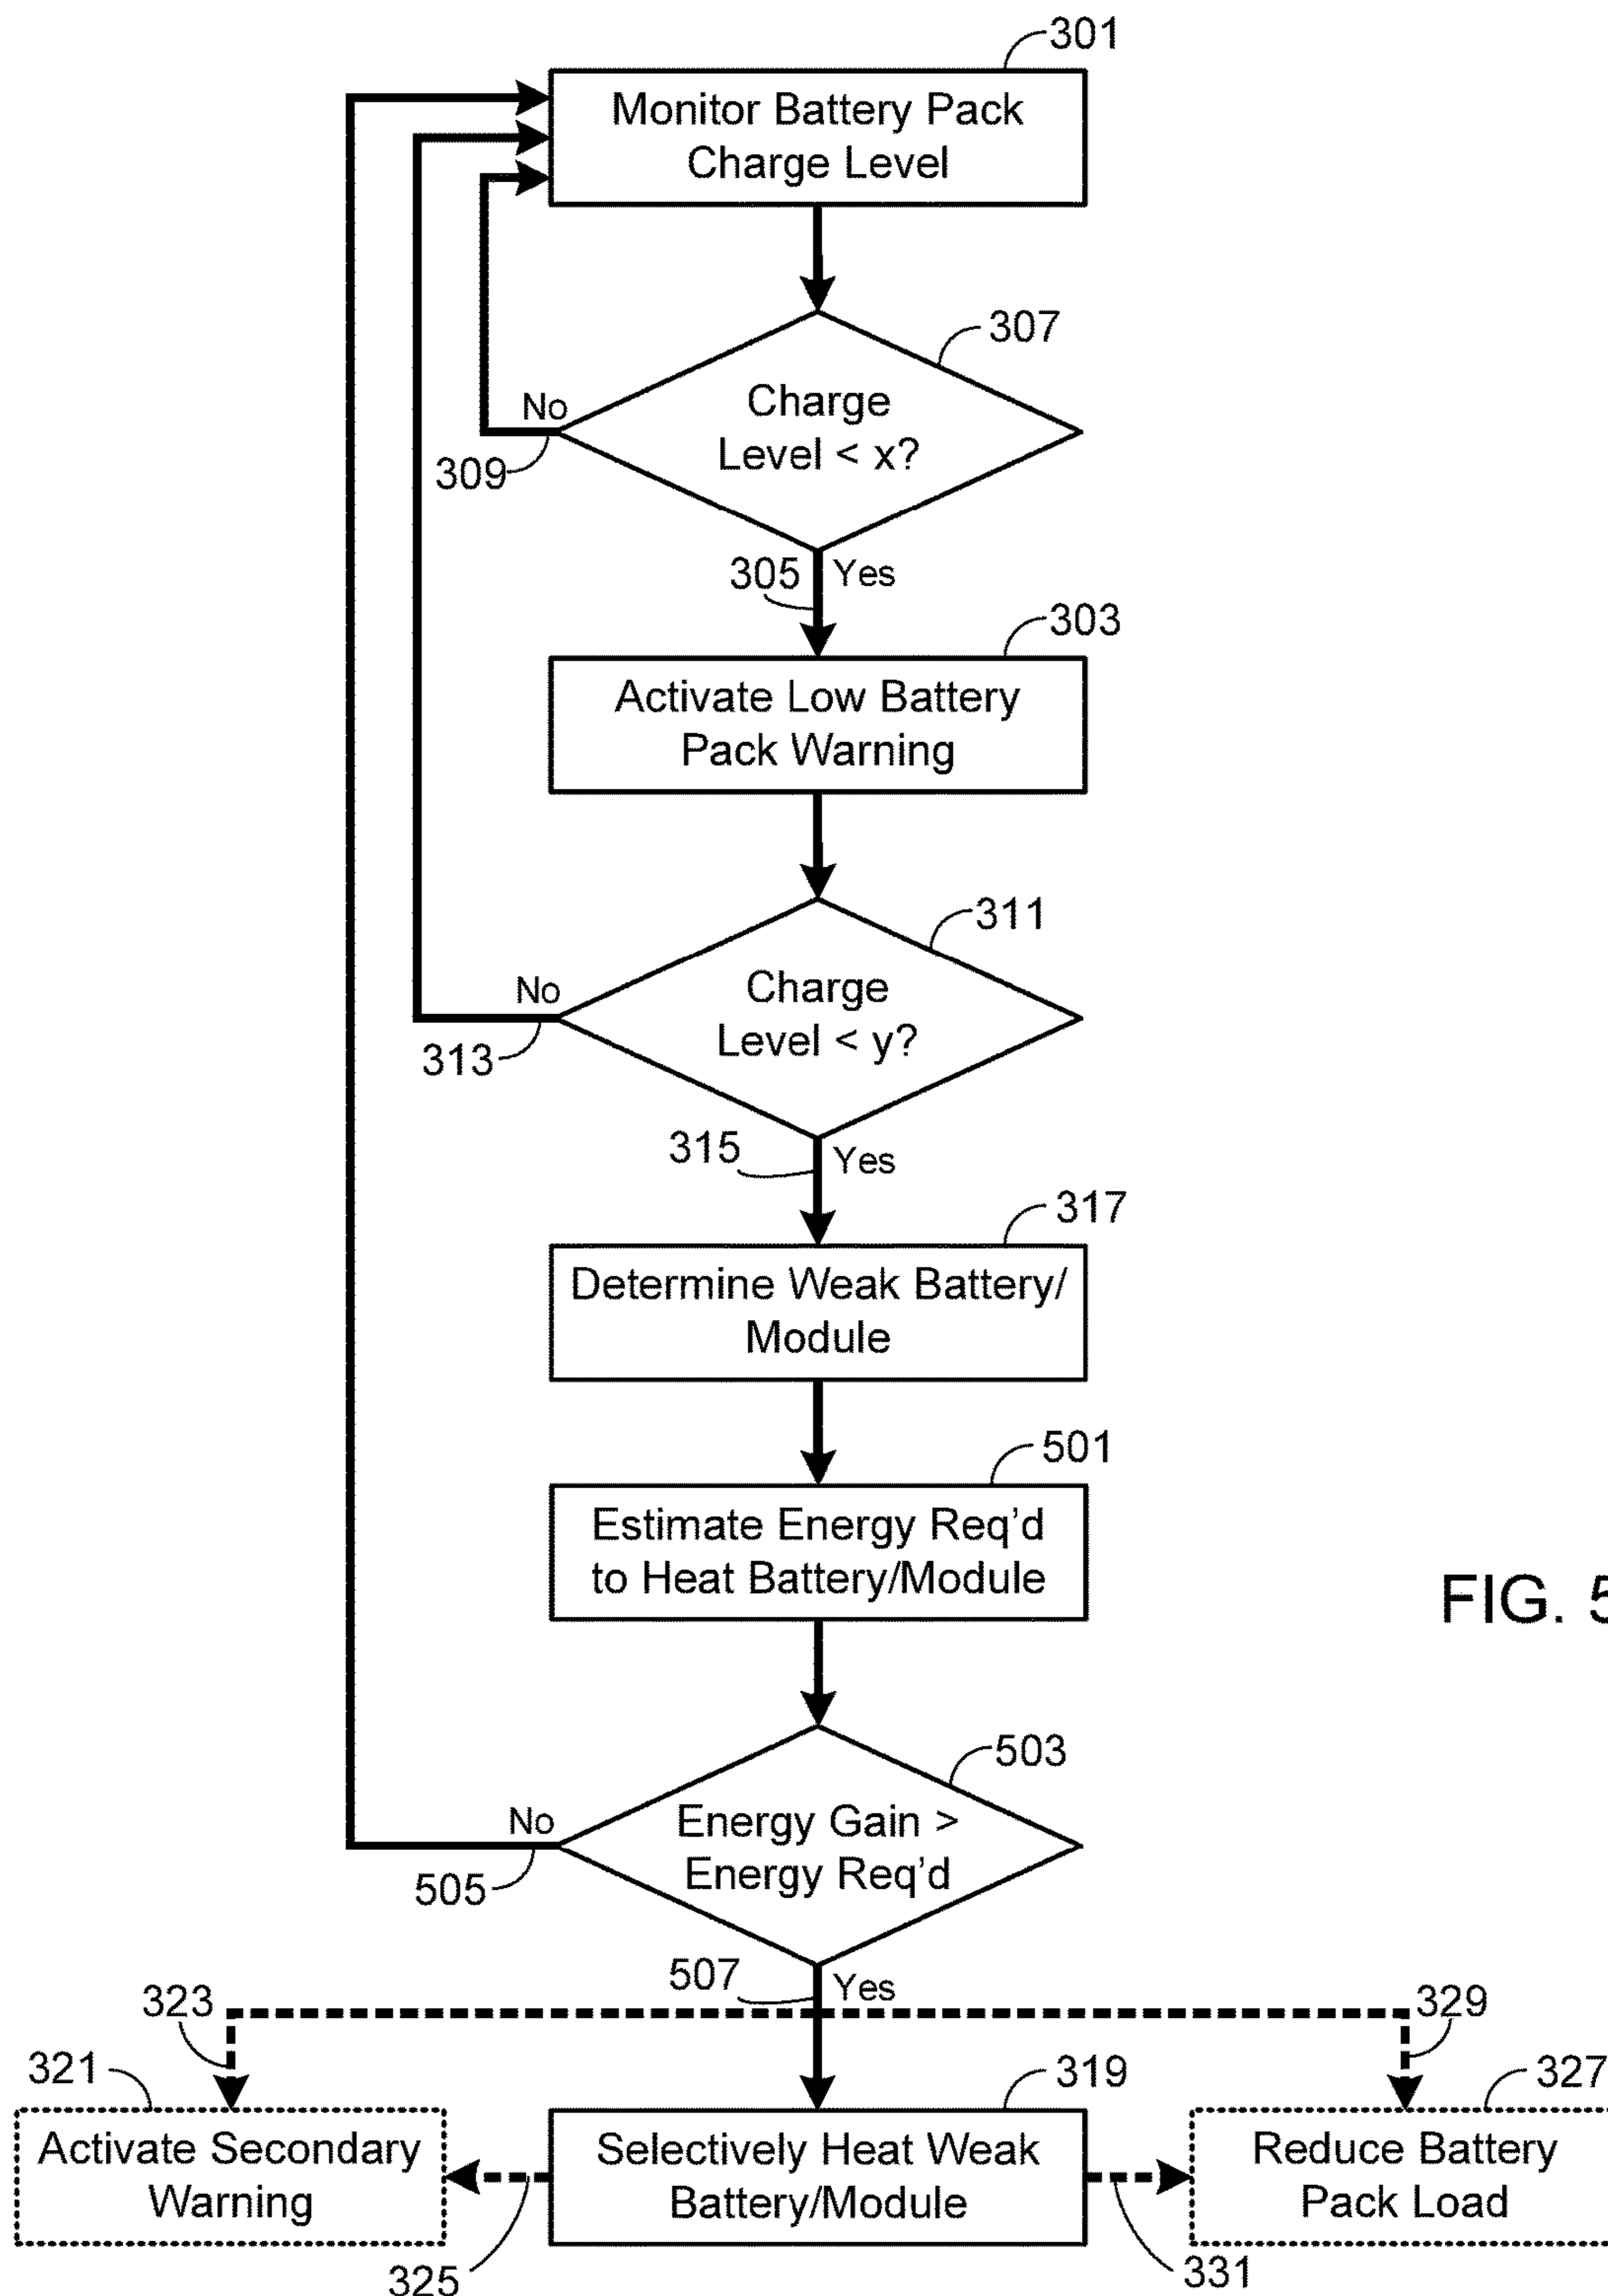 301
Monitor Battery Pack
Charge Level
307
Charge
Level < x?
No
309
305
Yes
303
Activate Low Battery
Pack Warning
311
Charge
Level < y?
No
313
315
Yes
317
Determine Weak Battery/
Module
501
Estimate Energy Req'd
to Heat Battery/Module
FIG. 5
503
Energy Gain >
Energy Req'd
No
505
507
Yes
323
329
321
319
327
Activate Secondary
Warning
Selectively Heat Weak
Battery/Module
Reduce Battery
Pack Load
325
331